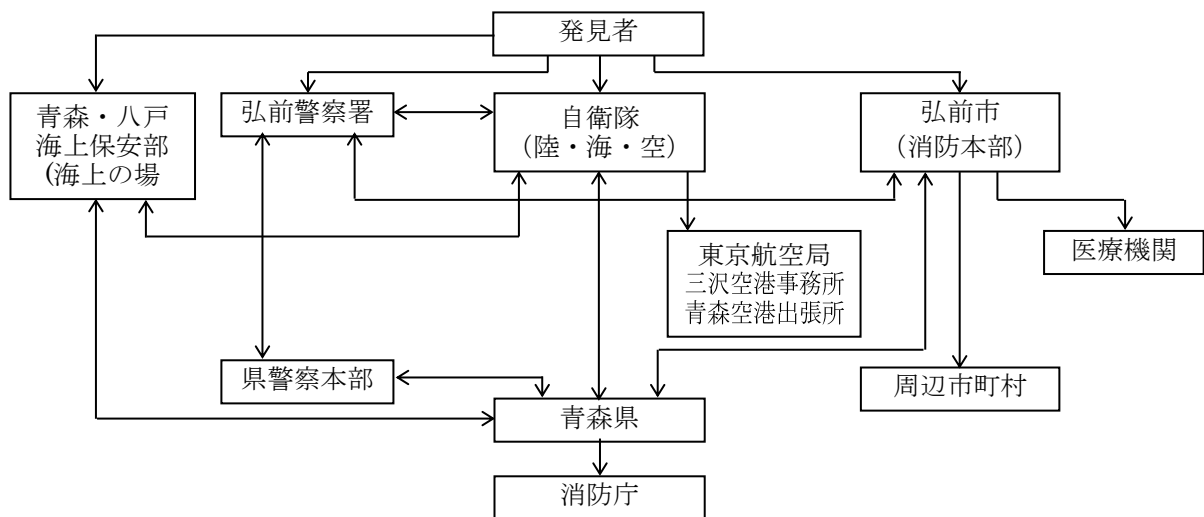 発見者
青森・八戸
海上保安部
(海上の場
弘前警察署
自衛隊
（陸・海・空）
弘前市
（消防本部）
東京航空局
三沢空港事務所
青森空港出張所
医療機関
県警察本部
周辺市町村
青森県
消防庁